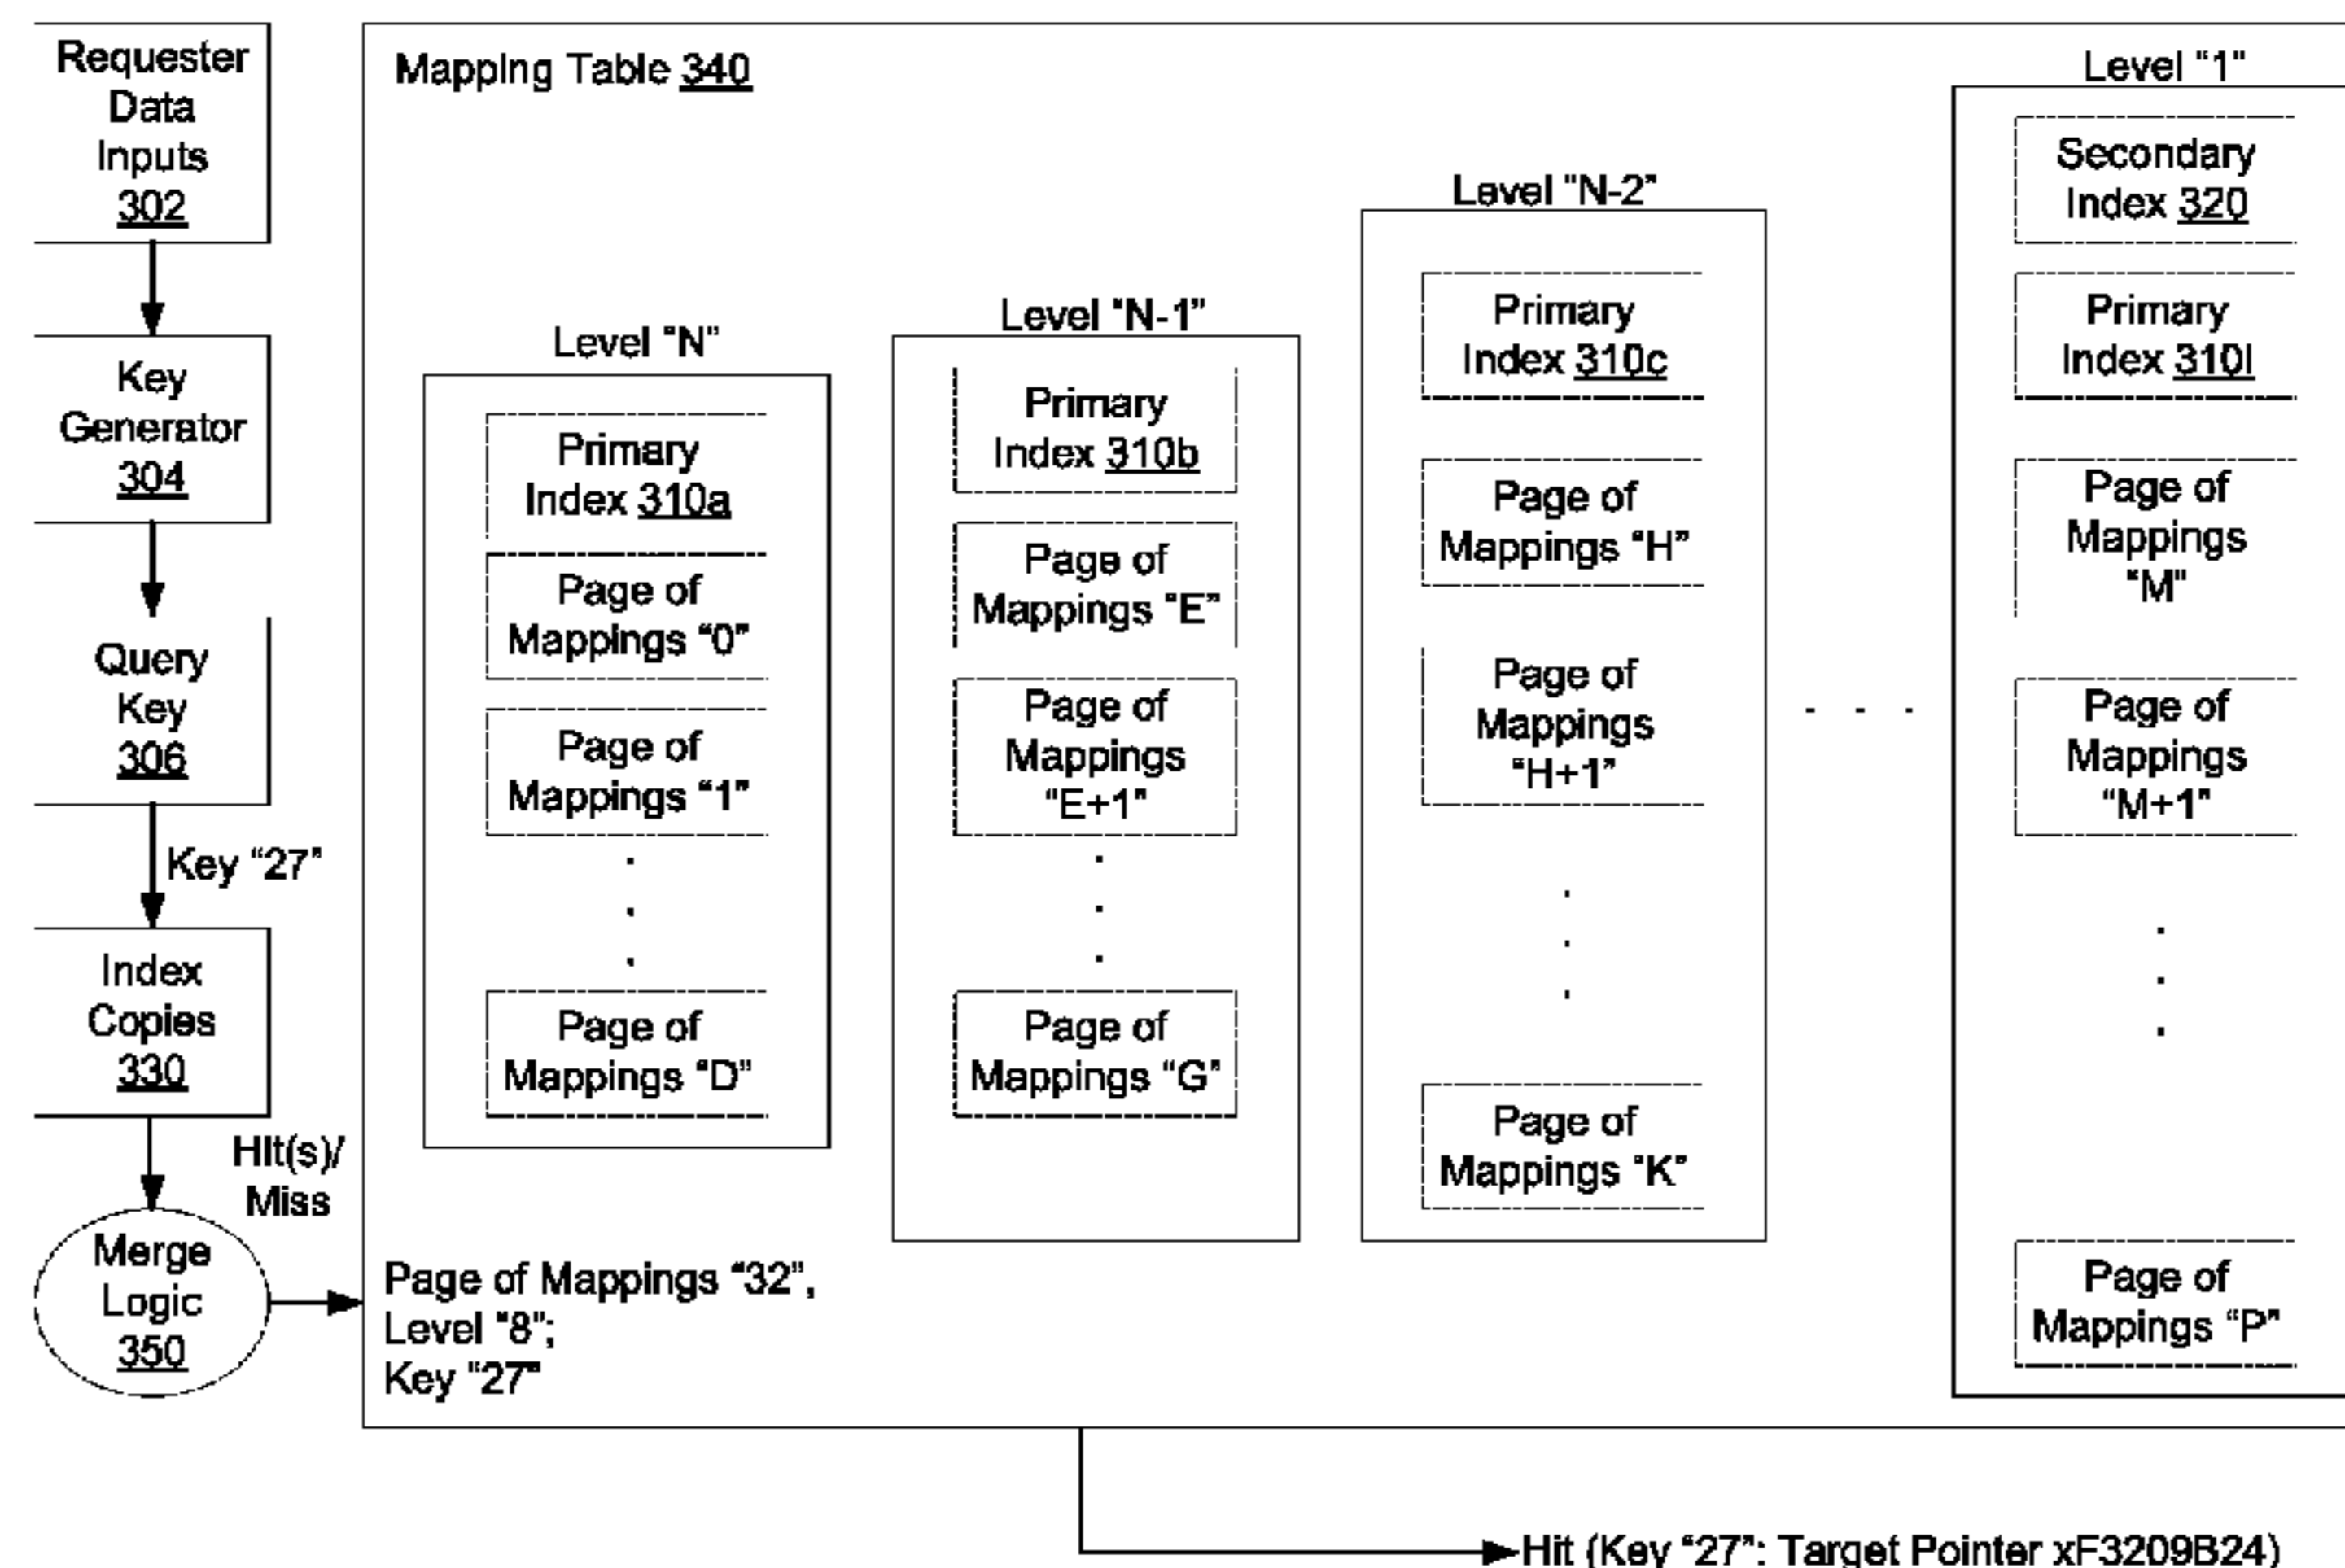 Requester
Data
Inputs
302
Key
Generator
304
Query
Key
306
Key "27"
Index
Copies
330
Hit(s)/
Miss
Merge
Logic
350
Mapping Table 340
Level "N"
Primary
Index 310a
Page of
Mappings "0"
Page of
Mappings "1"
.
.
.
Page of
Mappings "D"
Level "N-1"
Primary
Index 310b
Page of
Mappings "E"
Page of
Mappings
"E+1"
.
.
.
Page of
Mappings "G"
Level "N-2"
Primary
Index 310c
Page of
Mappings "H"
Page of
Mappings
"H+1"
.
.
.
Page of
Mappings "K"
. . .
Level "1"
Secondary
Index 320
Primary
Index 310l
Page of
Mappings
"M"
Page of
Mappings
"M+1"
.
.
.
Page of
Mappings "P"
Page of Mappings "32",
Level "8";
Key "27"
Hit (Key "27": Target Pointer xF3209B24)